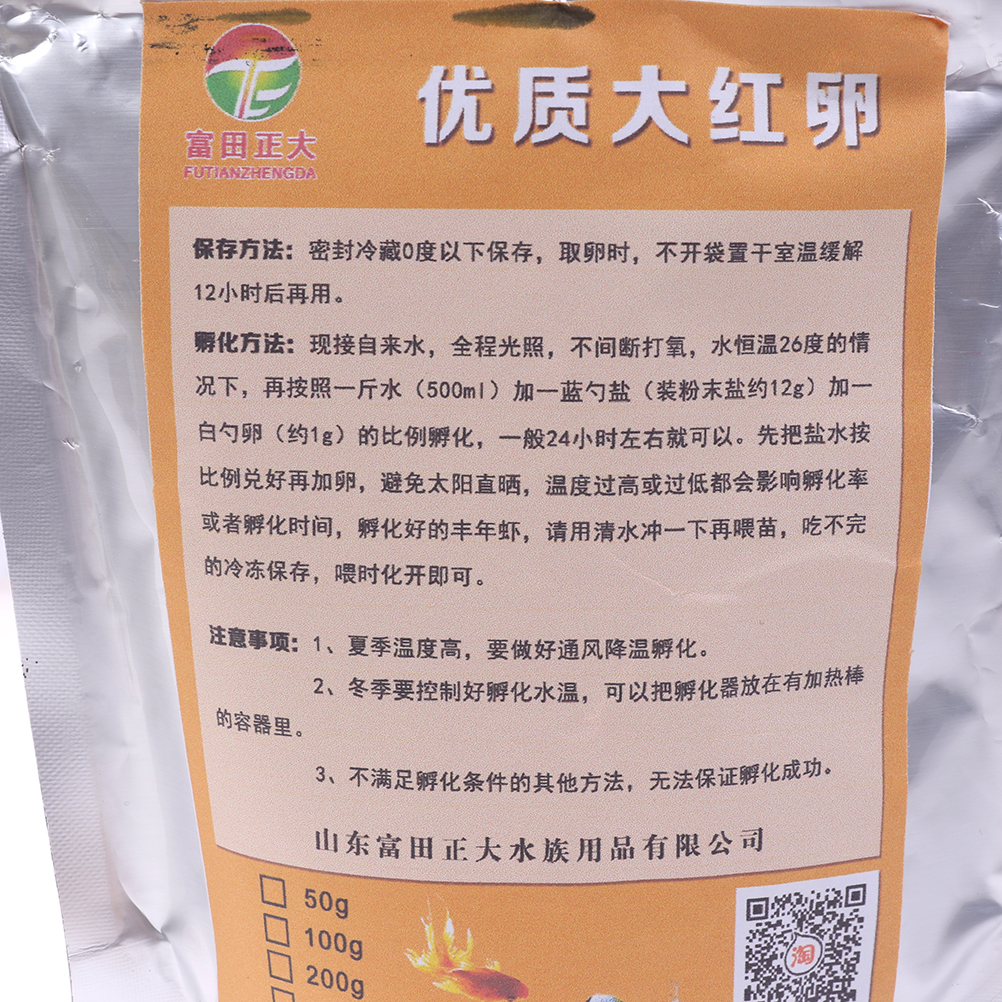 富田正大
FUTIANZHENGDA
优质大红卵
保存方法：密封冷藏0度以下保存，取卵时，不开袋置干室温缓解
12小时后再用。
孵化方法：现接自来水，全程光照，不间断打氧，水恒温26度的情
况下，再按照一斤水（500ml）加一蓝勺盐（装粉末盐约12g）加一
白勺卵（约1g）的比例孵化，一般24小时左右就可以。先把盐水按
比例兑好再加卵，避免太阳直晒，温度过高或过低都会影响孵化率
或者孵化时间，孵化好的丰年虾，请用清水冲一下再喂苗，吃不完
的冷冻保存，喂时化开即可。
注意事项：1、夏季温度高，要做好通风降温孵化。
2、冬季要控制好孵化水温，可以把孵化器放在有加热棒
的容器里。
3、不满足孵化条件的其他方法，无法保证孵化成功。
山东富田正大水族用品有限公司
50g
100g
200g
淘